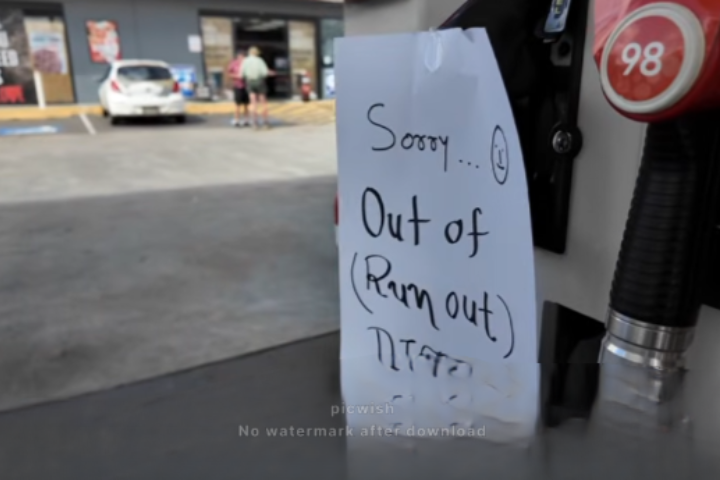 98
Sorry...
Out of
(Run out)
picwish
No watermark after download